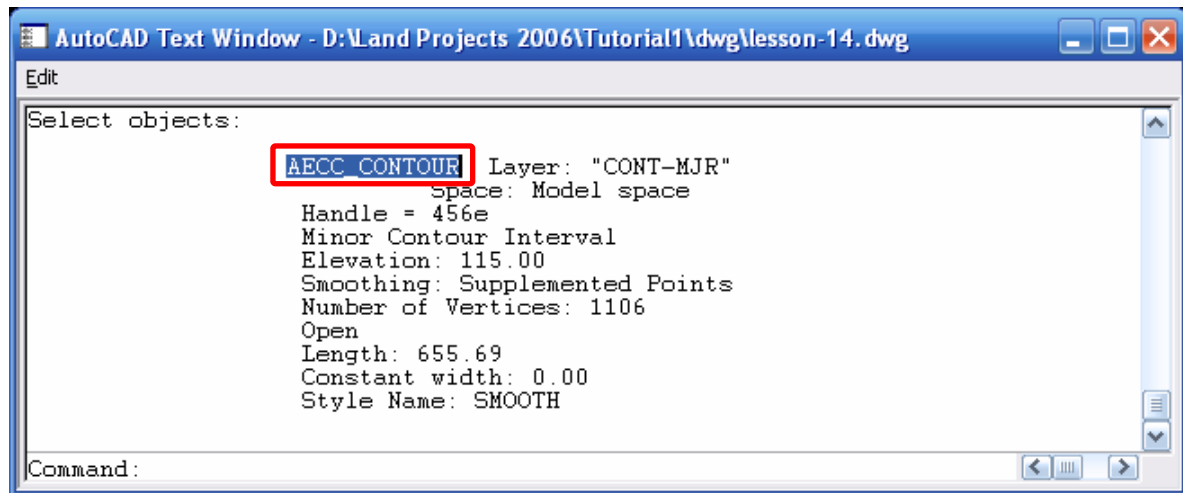 AutoCAD Text Window - D:\Land Projects 2006\Tutorial1\dwg\lesson-14.dwg
Edit
Select objects:
AECC_CONTOUR Layer: "CONT-MJR"
Space: Model space
Handle = 456e
Minor Contour Interval
Elevation: 115.00
Smoothing: Supplemented Points
Number of Vertices: 1106
Open
Length: 655.69
Constant width: 0.00
Style Name: SMOOTH
Command: